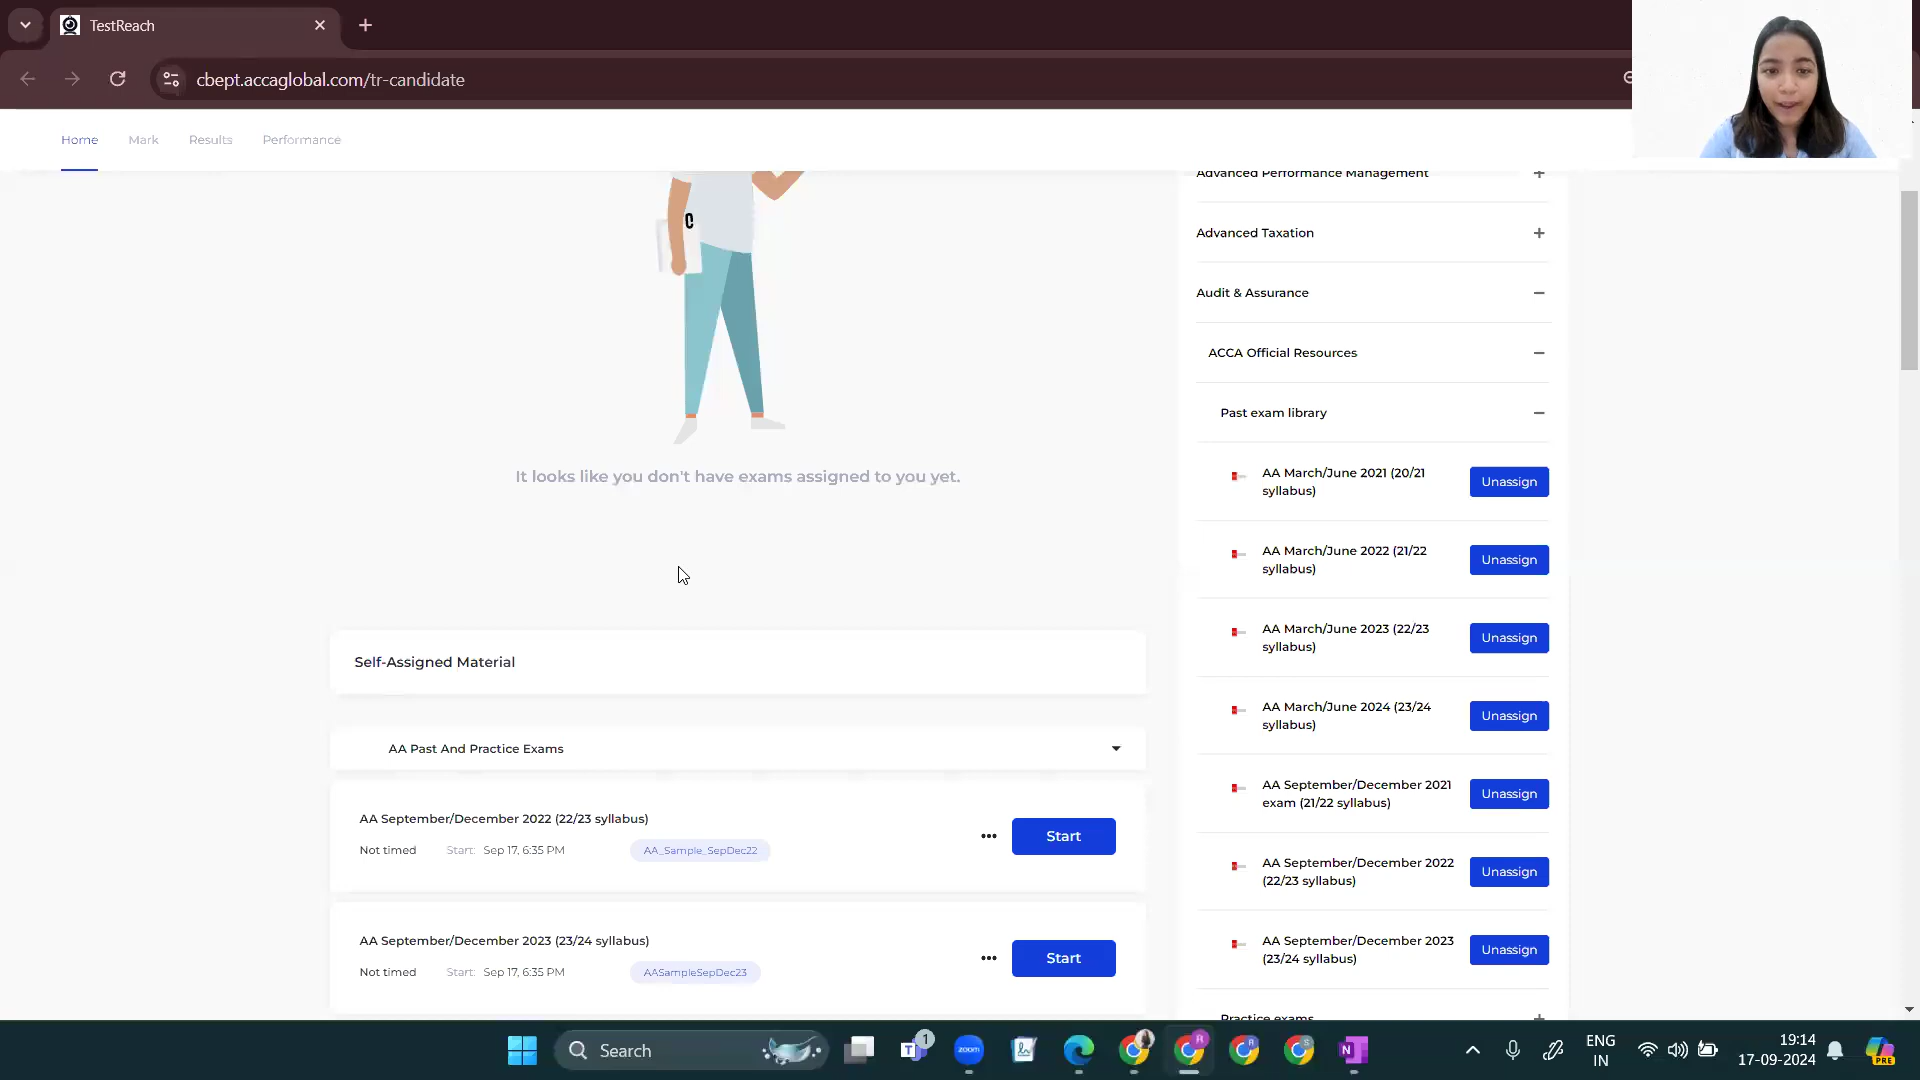 TestReach
cbept.accaglobal.com/tr-candidate
Home
Mark
Results
Performance
It looks like you don't have exams assigned to you yet.
Self-Assigned Material
AA Past And Practice Exams
AA September/December 2022 (22/23 syllabus)
Not timed
Start: Sep 17, 6:35 PM
AA_Sample_SepDec22
Start
AA September/December 2023 (23/24 syllabus)
Not timed
Start: Sep 17, 6:35 PM
AASampleSepDec23
Start
Advanced Performance Management
Advanced Taxation
Audit & Assurance
ACCA Official Resources
Past exam library
AA March/June 2021 (20/21
syllabus)
Unassign
AA March/June 2022 (21/22
syllabus)
Unassign
AA March/June 2023 (22/23
syllabus)
Unassign
AA March/June 2024 (23/24
syllabus)
Unassign
AA September/December 2021
exam (21/22 syllabus)
Unassign
AA September/December 2022
(22/23 syllabus)
Unassign
AA September/December 2023
(23/24 syllabus)
Unassign
Practice exams
Search
1
zoom
ENG
IN
19:14
17-09-2024
PRE